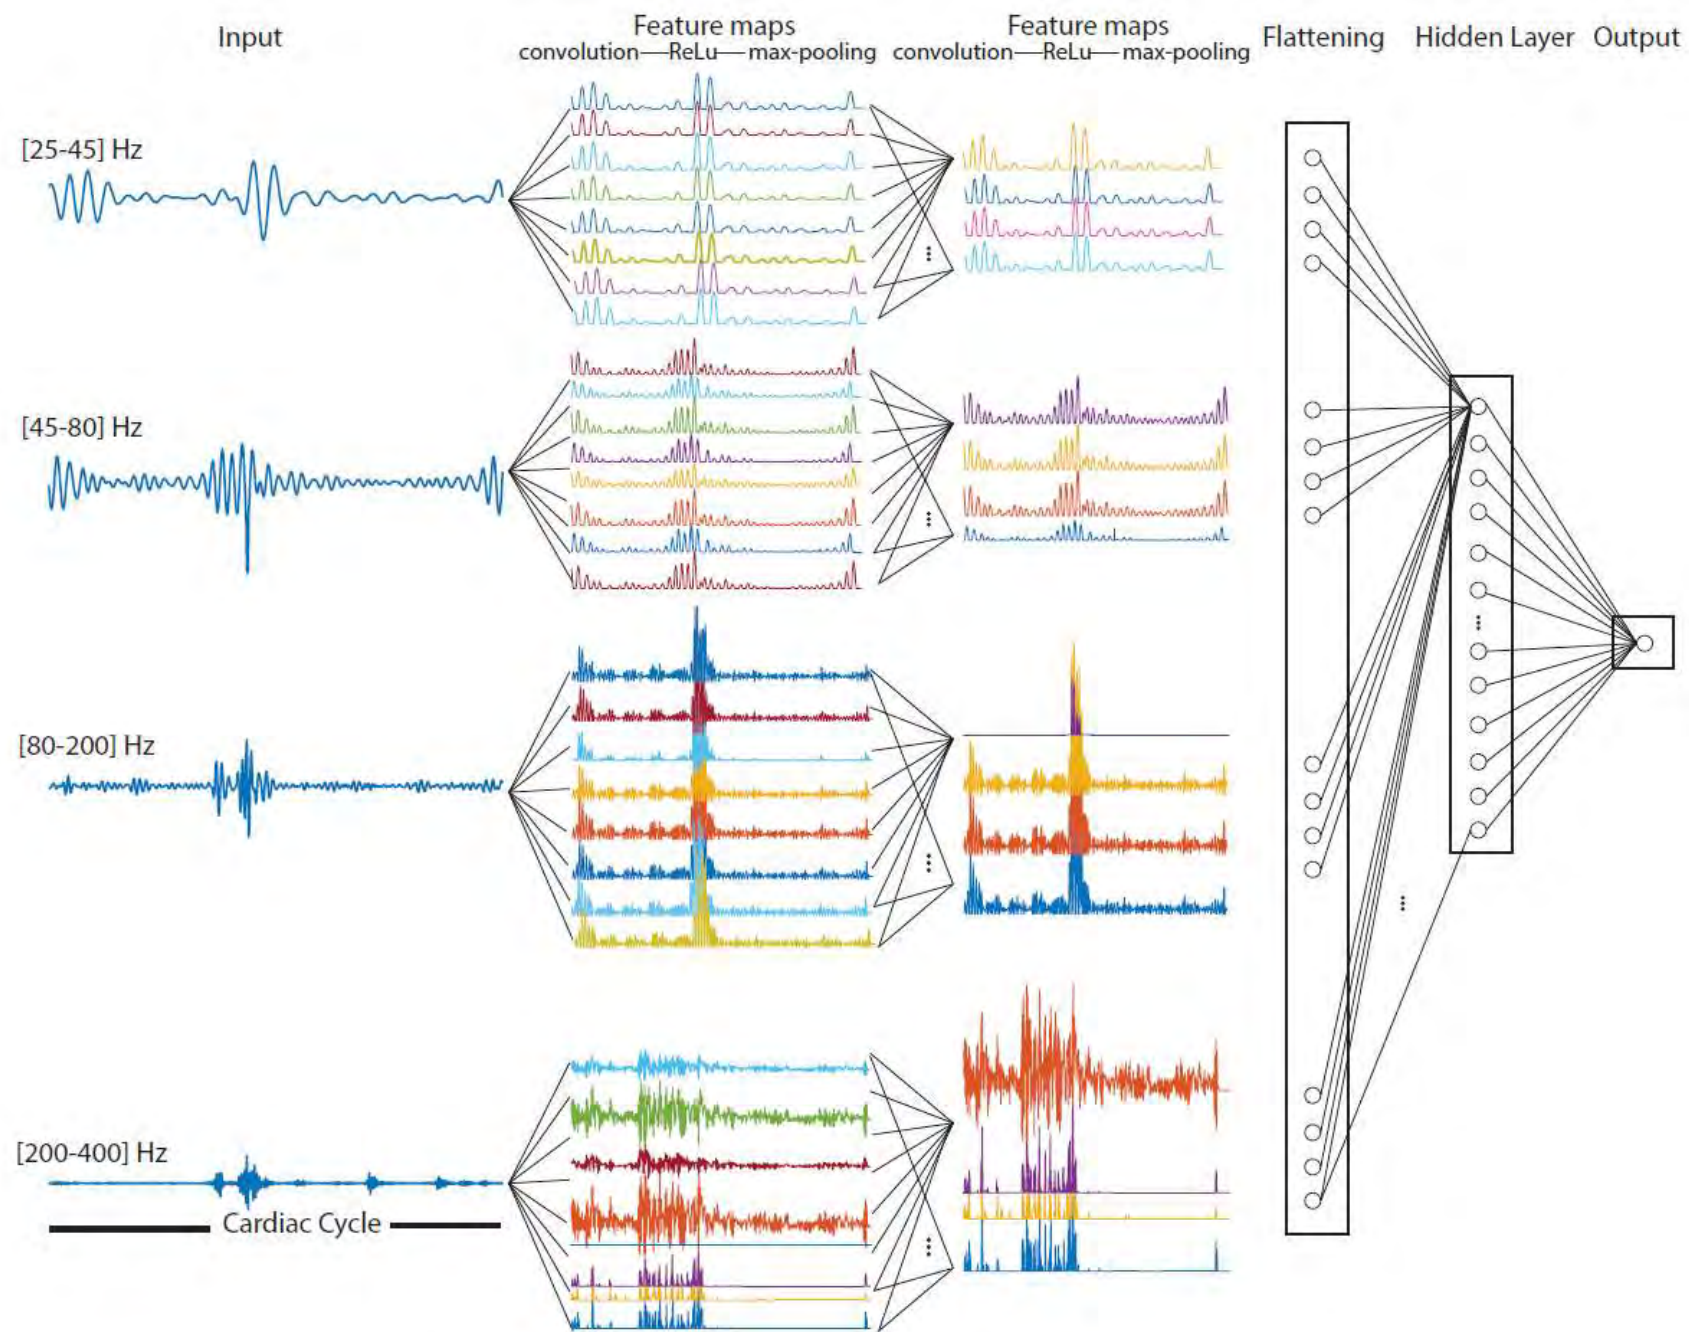 Input
Feature maps
convolution—ReLu—max-pooling
Feature maps
convolution—ReLu—max-pooling
Flattening
Hidden Layer
Output
[25-45] Hz
[45-80] Hz
[80-200] Hz
[200-400] Hz
Cardiac Cycle